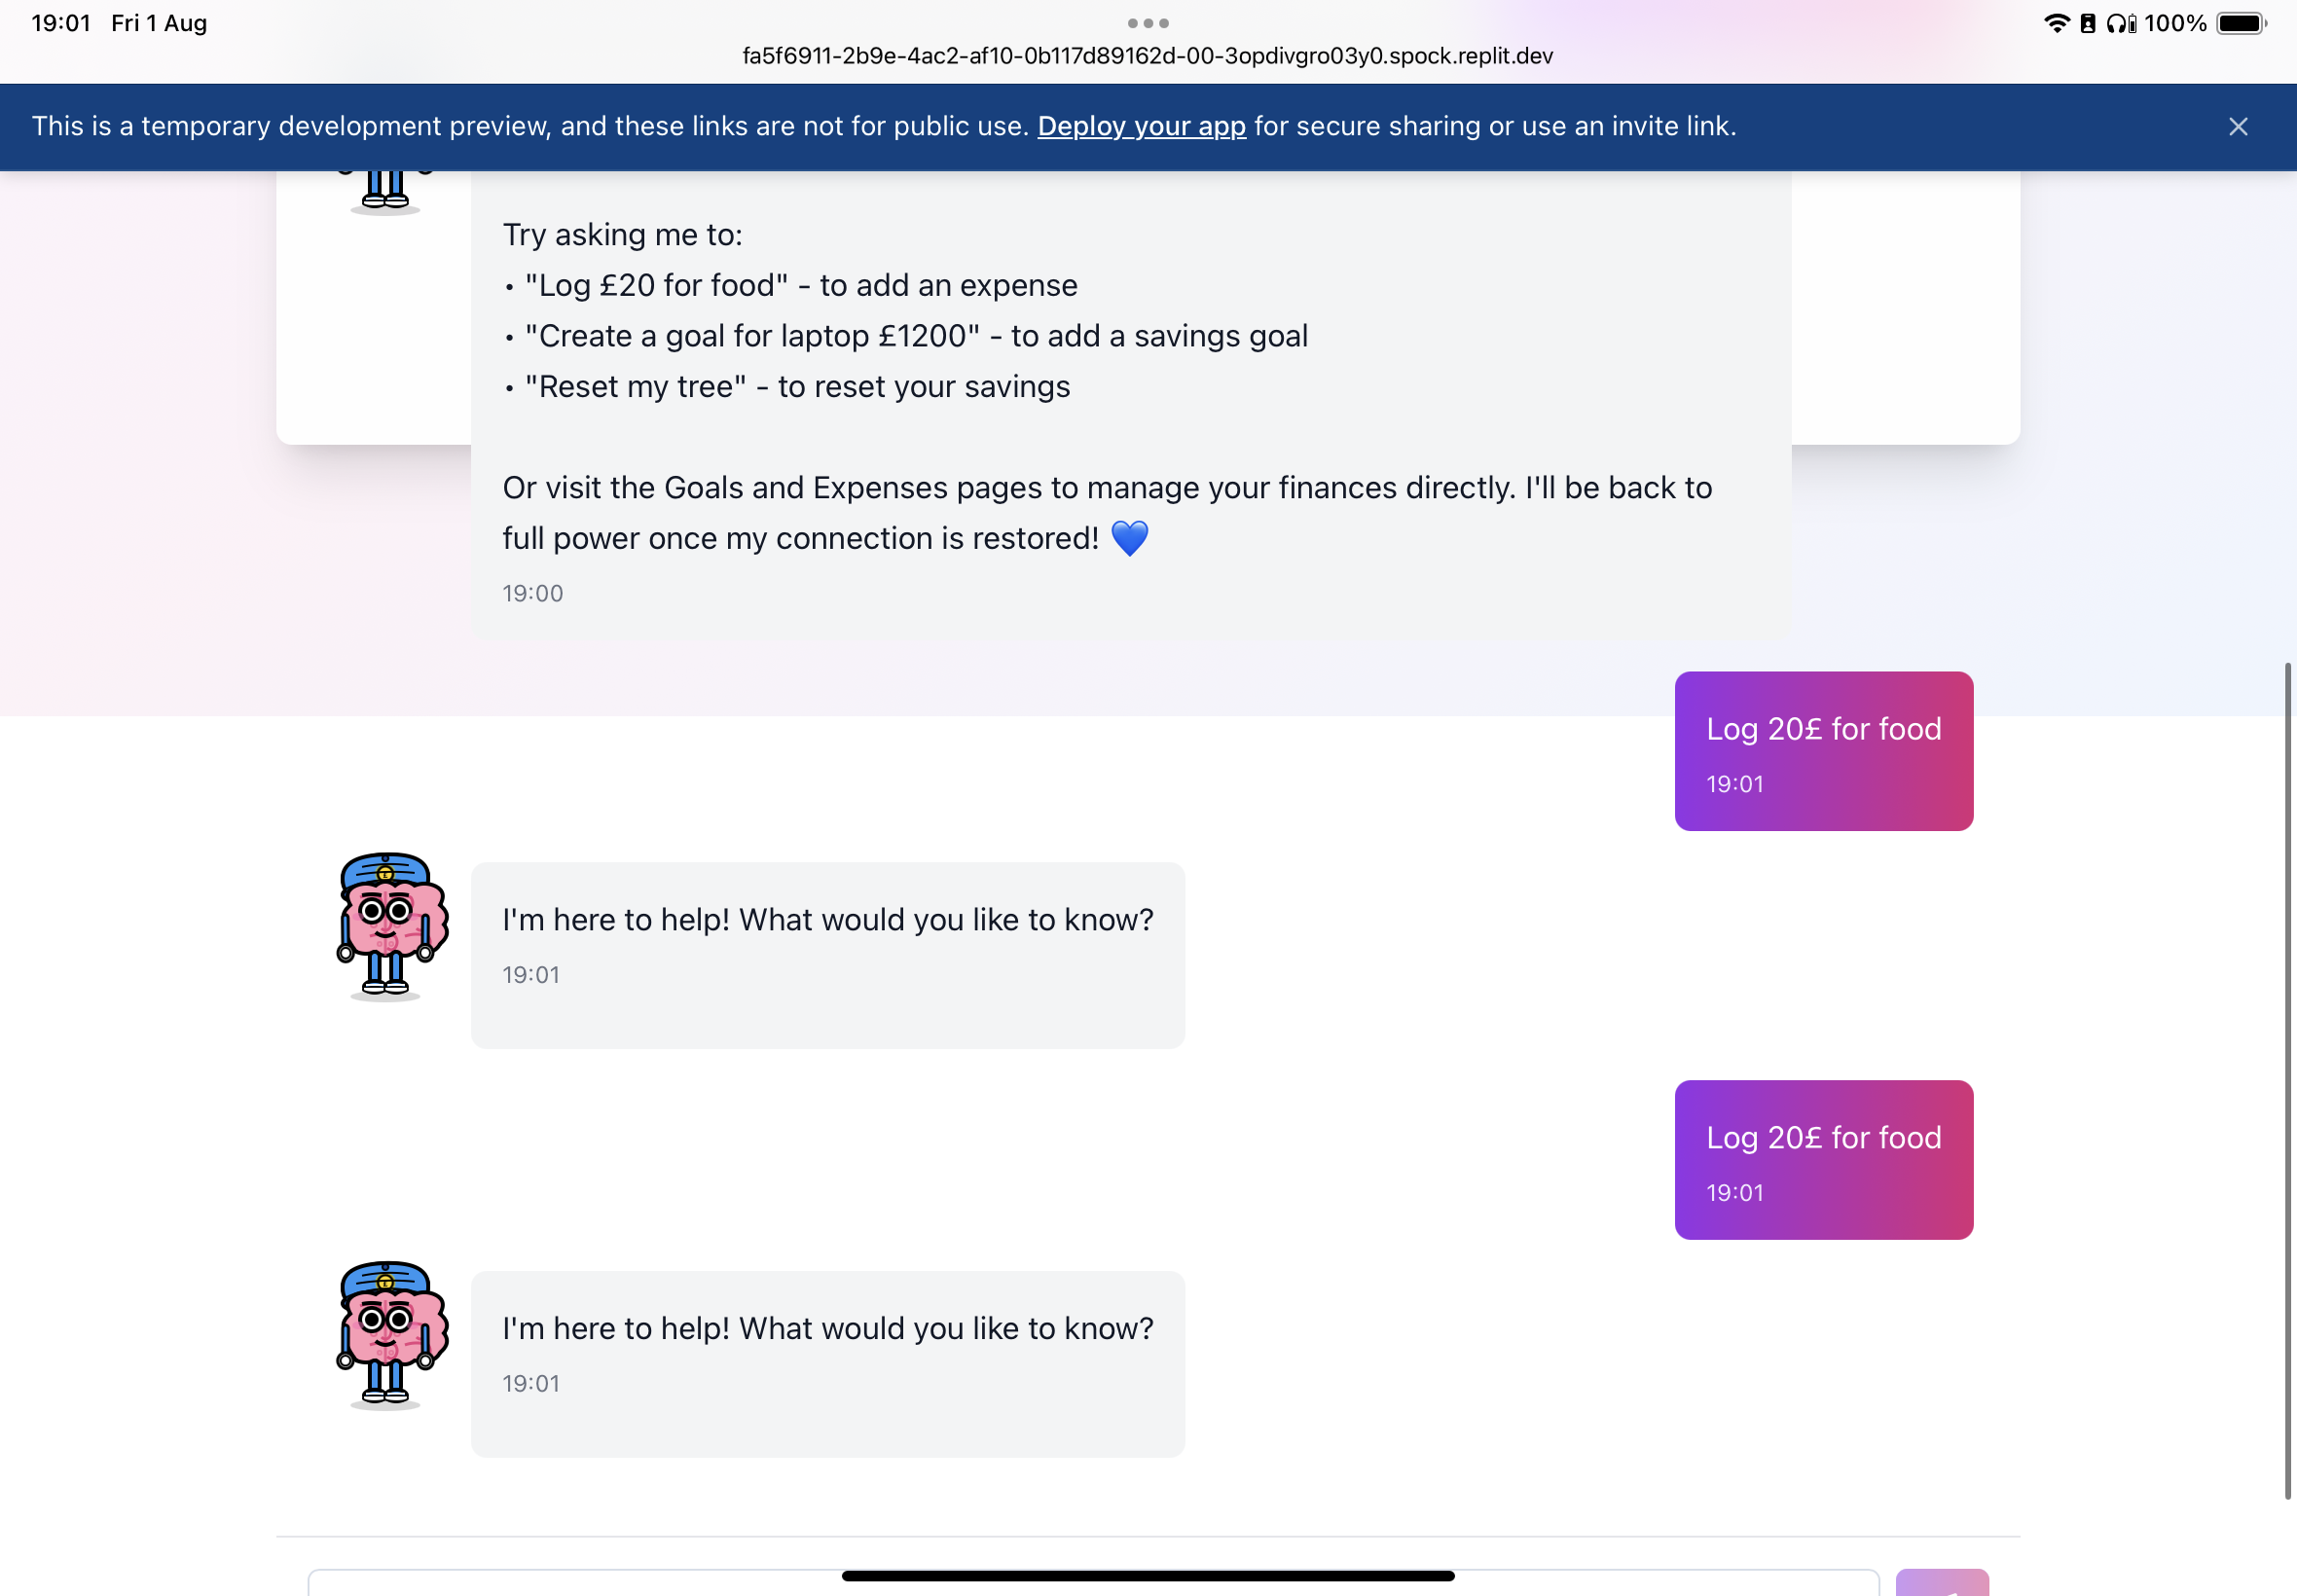 19:01 Fri 1 Aug
100%
fa5f6911-2b9e-4ac2-af10-0b117d89162d-00-3opdivgro03y0.spock.replit.dev
This is a temporary development preview, and these links are not for public use. Deploy your app for secure sharing or use an invite link.
Try asking me to:
• "Log £20 for food" - to add an expense
• "Create a goal for laptop £1200" - to add a savings goal
• "Reset my tree" - to reset your savings
Or visit the Goals and Expenses pages to manage your finances directly. I'll be back to
full power once my connection is restored! 💙
19:00
Log 20£ for food
19:01
I'm here to help! What would you like to know?
19:01
Log 20£ for food
19:01
I'm here to help! What would you like to know?
19:01